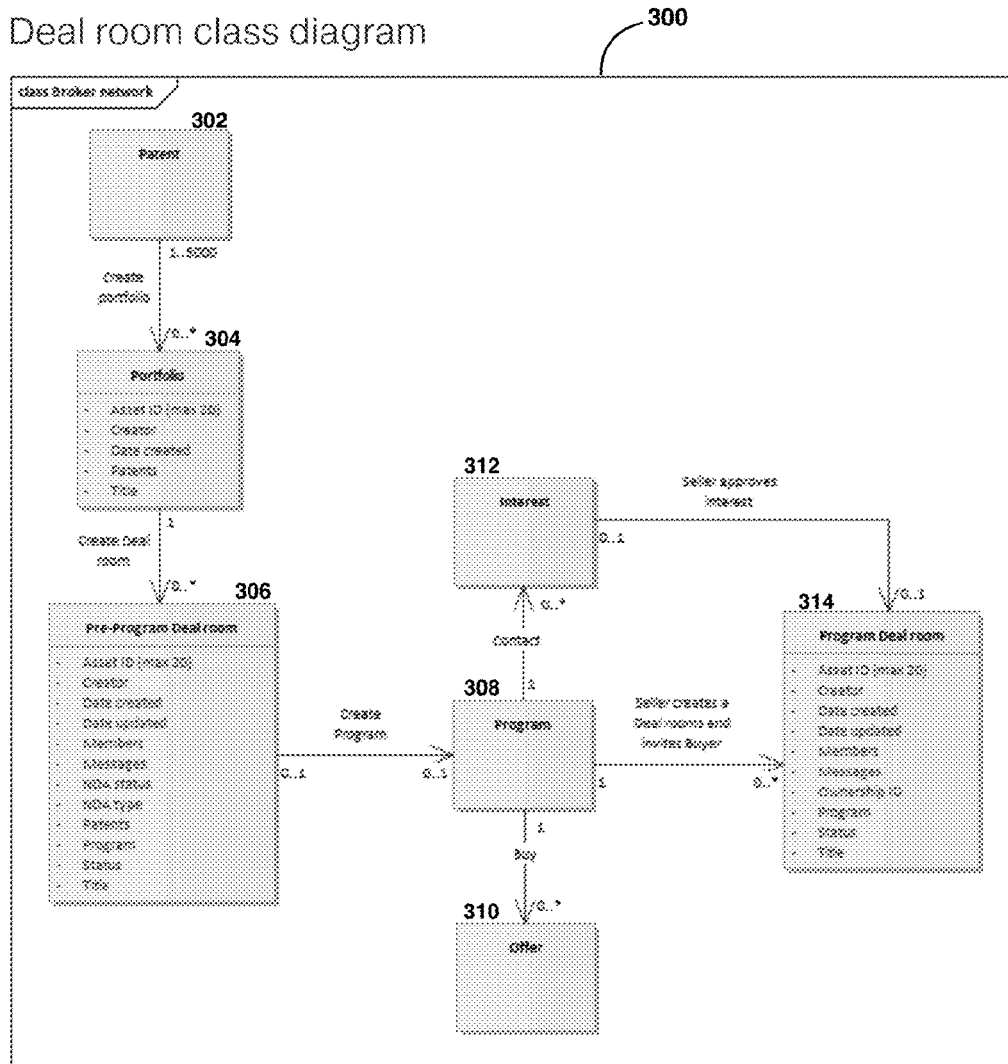 Deal room class diagram
300
class Broker network
302
Patent
1..5000
Create
portfolio
0..*
304
Portfolio
- Asset ID (max 20)
- Creator
- Date created
- Patents
- Title
1
Create Deal
room
0..*
306
Pre-Program Deal room
- Asset ID (max 20)
- Creator
- Date created
- Date updated
- Members
- Messages
- NDA status
- NDA type
- Patents
- Program
- Status
- Title
0..1
Create
Program
0..1
308
Program
1
Contact
0..*
312
Interest
0..1
Seller approves
interest
0..1
1
Seller creates a
Deal rooms and
invites Buyer
0..*
314
Program Deal room
- Asset ID (max 20)
- Creator
- Date created
- Date updated
- Members
- Messages
- Ownership ID
- Program
- Status
- Title
1
Buy
0..*
310
Offer